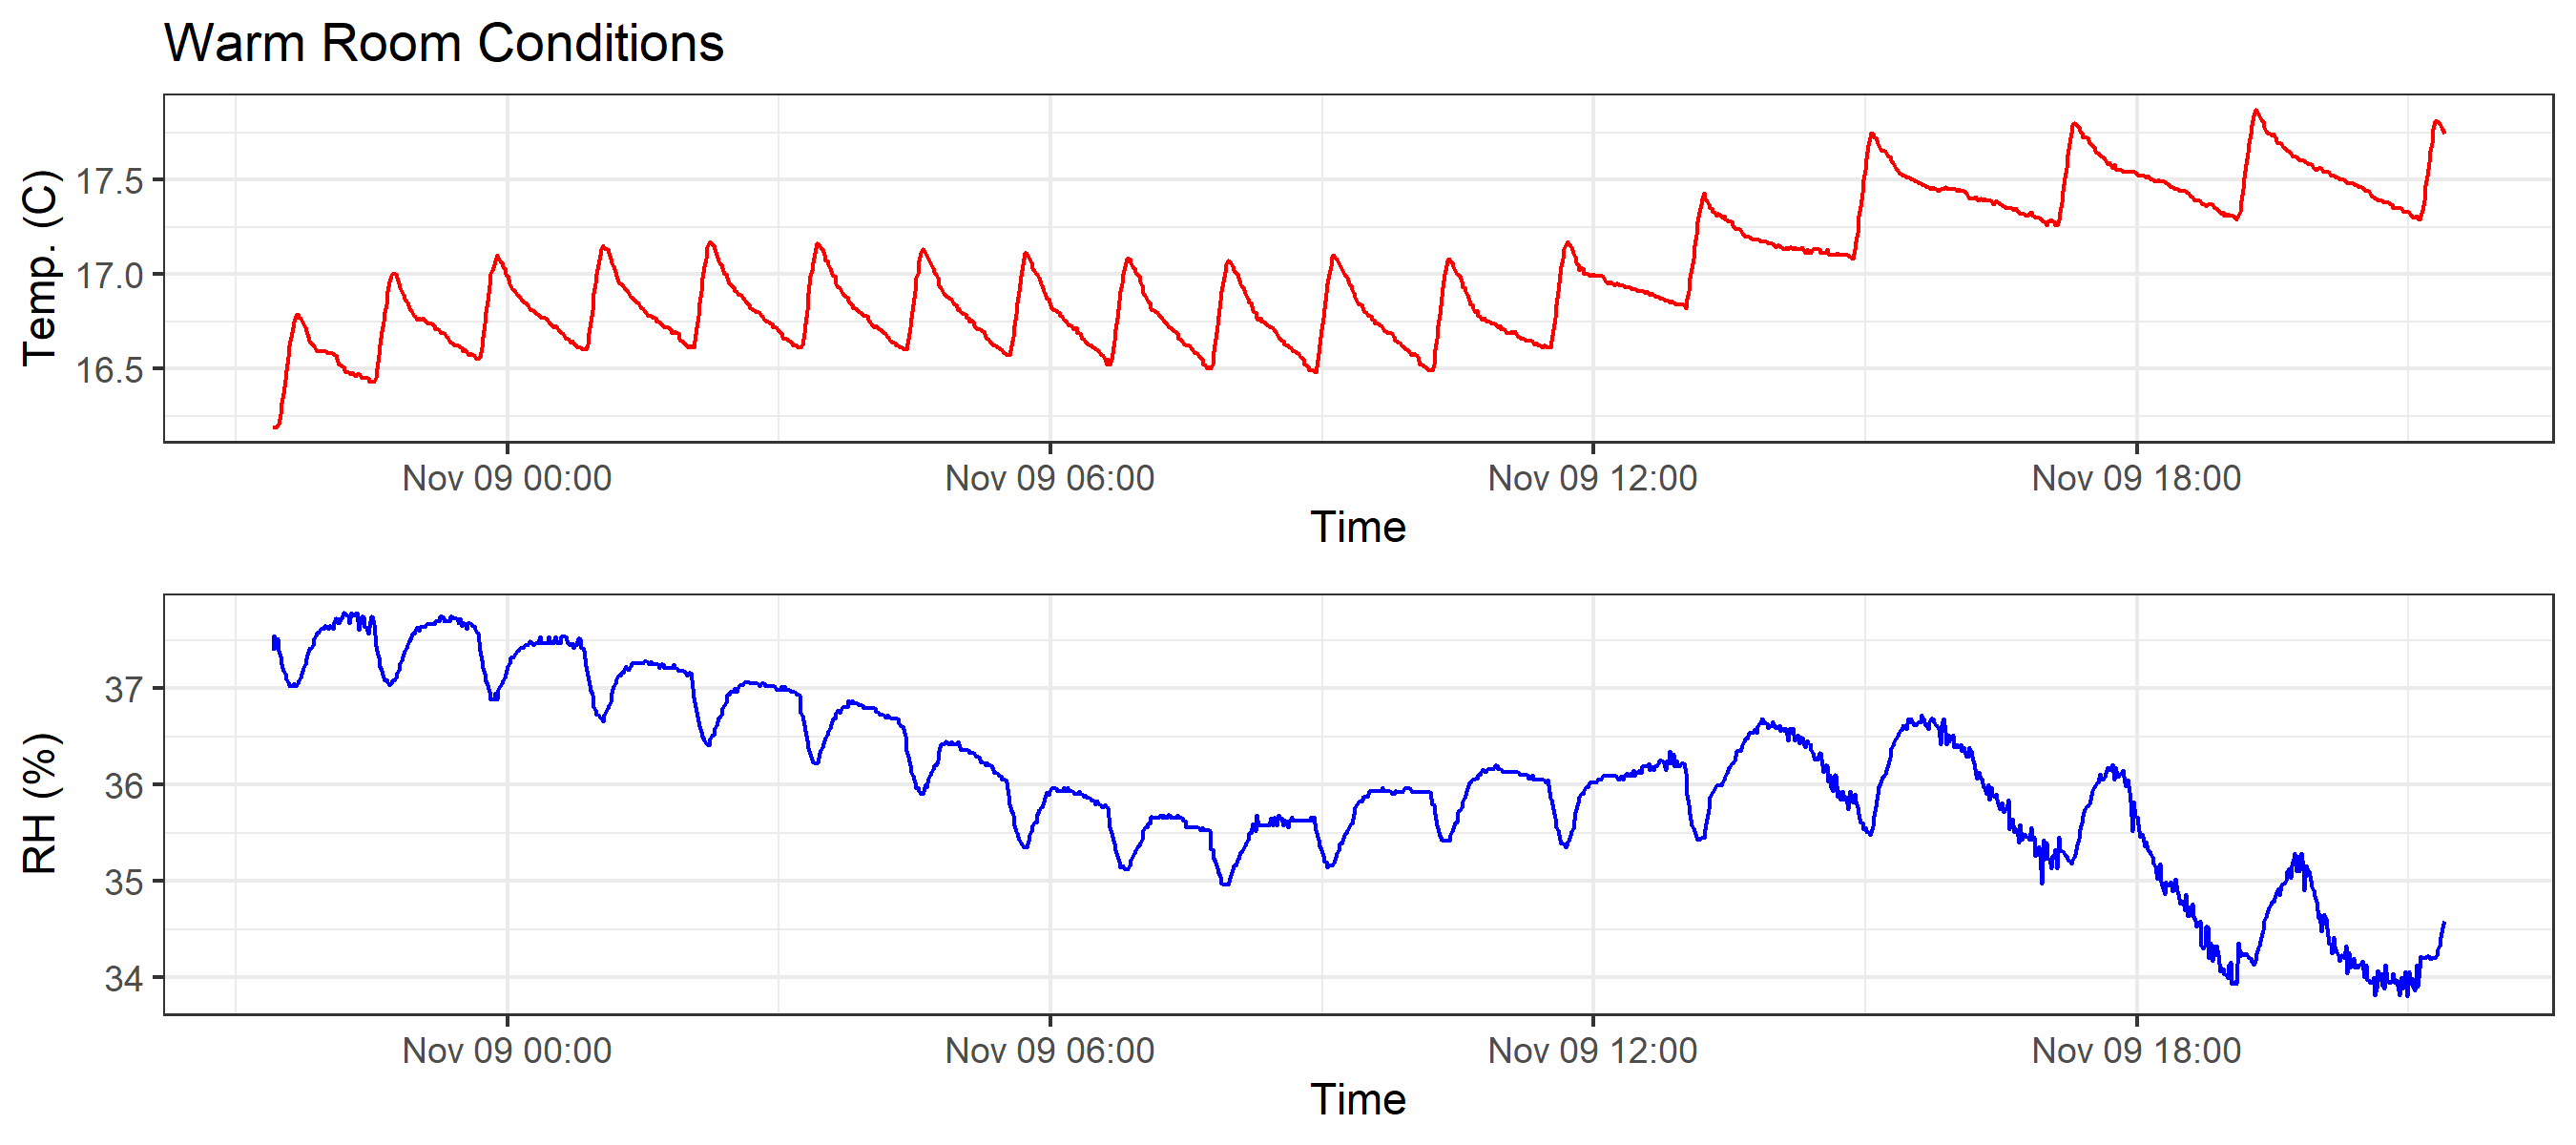 Warm Room Conditions
Temp. (C)
17.5
17.0
16.5
Nov 09 00:00 Nov 09 06:00 Nov 09 12:00 Nov 09 18:00
Time
RH (%)
37
36
35
34
Nov 09 00:00 Nov 09 06:00 Nov 09 12:00 Nov 09 18:00
Time